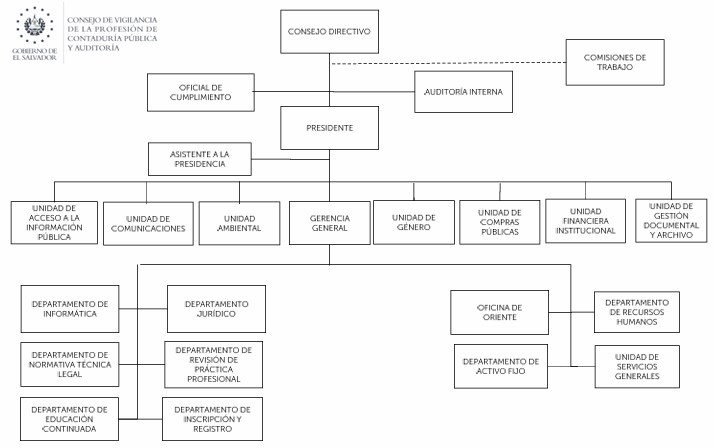 CONSEJO DE VIGILANCIA
DE LA PROFESIÓN DE
CONTADURÍA PÚBLICA
Y AUDITORÍA
GOBIERNO DE
EL SALVADOR
CONSEJO DIRECTIVO
COMISIONES DE
TRABAJO
OFICIAL DE
CUMPLIMIENTO
AUDITORÍA INTERNA
PRESIDENTE
ASISTENTE A LA
PRESIDENCIA
UNIDAD DE
ACCESO A LA
INFORMACIÓN
PÚBLICA
UNIDAD DE
COMUNICACIONES
UNIDAD
AMBIENTAL
GERENCIA
GENERAL
UNIDAD DE
GÉNERO
UNIDAD DE
COMPRAS
PÚBLICAS
UNIDAD
FINANCIERA
INSTITUCIONAL
UNIDAD DE
GESTIÓN
DOCUMENTAL
Y ARCHIVO
DEPARTAMENTO DE
INFORMÁTICA
DEPARTAMENTO
JURÍDICO
OFICINA DE
ORIENTE
DEPARTAMENTO
DE RECURSOS
HUMANOS
DEPARTAMENTO DE
NORMATIVA TÉCNICA
LEGAL
DEPARTAMENTO DE
REVISIÓN DE
PRÁCTICA
PROFESIONAL
DEPARTAMENTO DE
ACTIVO FIJO
UNIDAD DE
SERVICIOS
GENERALES
DEPARTAMENTO DE
EDUCACIÓN
CONTINUADA
DEPARTAMENTO DE
INSCRIPCIÓN Y
REGISTRO